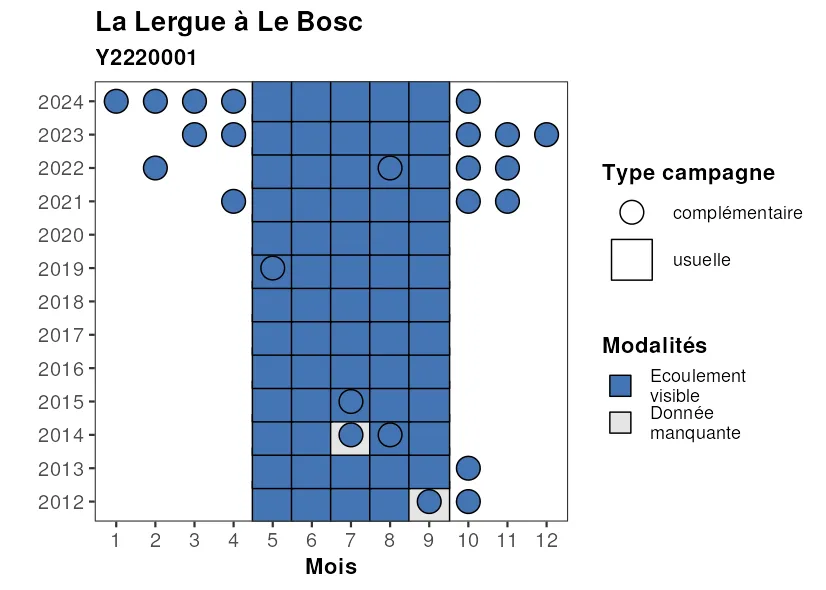 La Lergue à Le Bosc
Y2220001
2024
2023
2022
2021
2020
2019
2018
2017
2016
2015
2014
2013
2012
1 2 3 4 5 6 7 8 9 10 11 12
Mois
Type campagne
complémentaire
usuelle
Modalités
Ecoulement
visible
Donnée
manquante